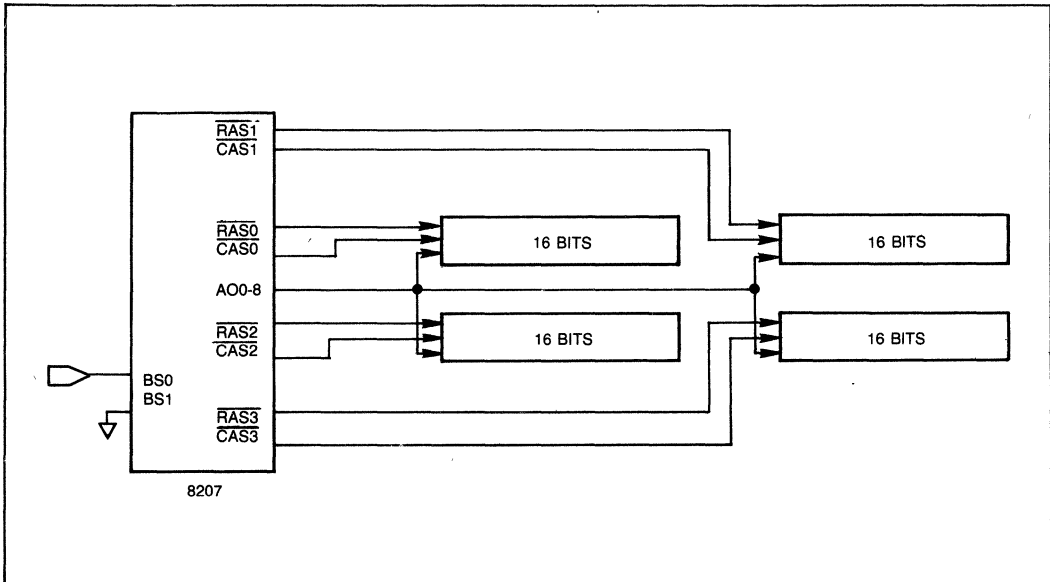 RAS1
CAS1
RAS0
CAS0
16 BITS
16 BITS
AO0-8
RAS2
CAS2
16 BITS
16 BITS
BS0
BS1
RAS3
CAS3
8207